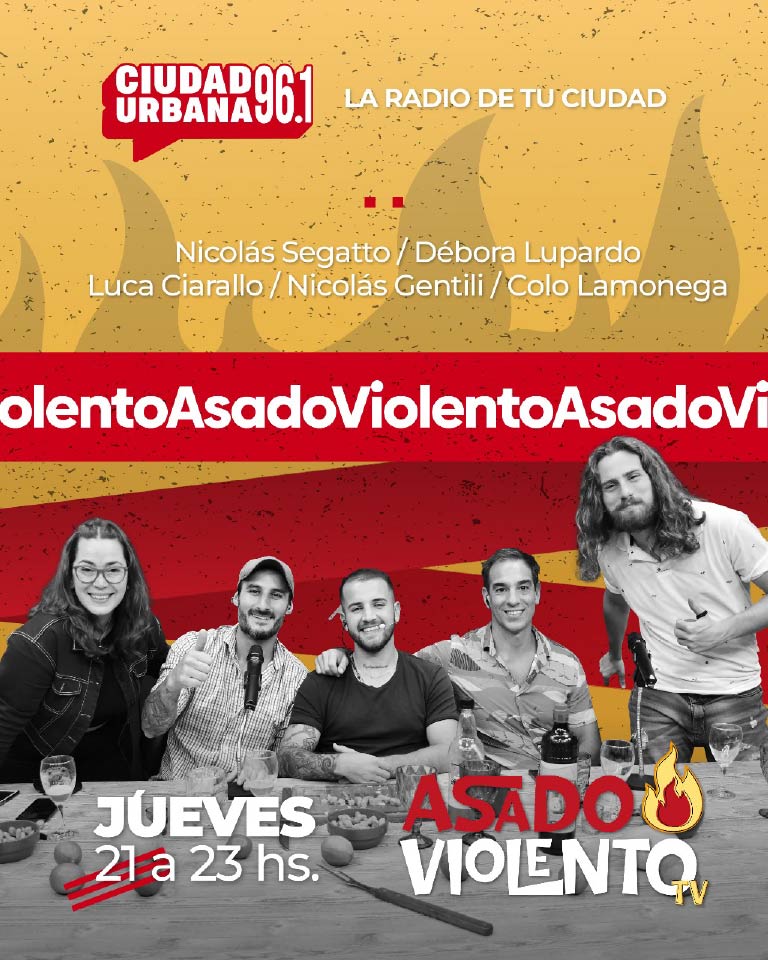 CIUDAD
URBANA 96.1
LA RADIO DE TU CIUDAD
Nicolás Segatto / Débora Lupardo
Luca Ciarallo / Nicolás Gentili / Colo Lamonega
olentoAsadoViolentoAsadoVi
JÚEVES
21 a 23 hs.
ASADO
VIOLENTO
TV